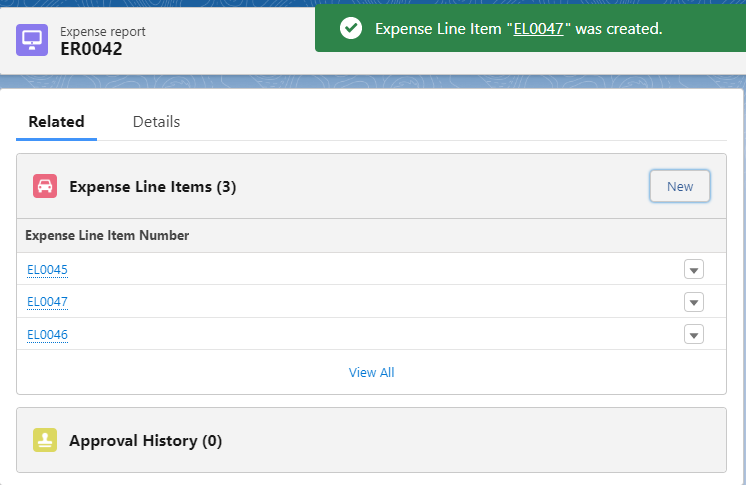 Expense report
ER0042
Expense Line Item "EL0047" was created.
Related
Details
Expense Line Items (3)
New
Expense Line Item Number
EL0045
EL0047
EL0046
View All
Approval History (0)